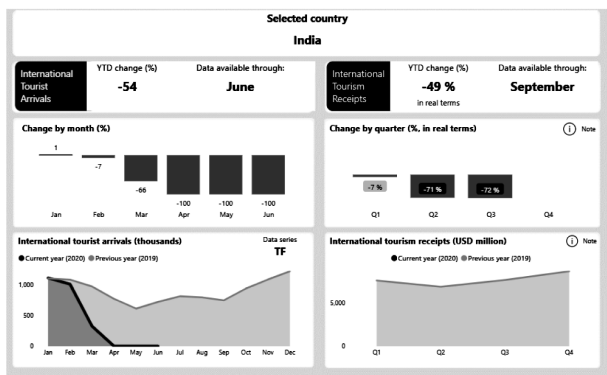 Selected country
India
International Tourist Arrivals
YTD change (%)
-54
Data available through:
June
International Tourism Receipts
YTD change (%)
-49 %
in real terms
Data available through:
September
Change by month (%)
1
-7
-66
-100
-100
-100
Jan Feb Mar Apr May Jun
Change by quarter (%, in real terms)
i Note
-7 %
-71 %
-72 %
Q1 Q2 Q3 Q4
International tourist arrivals (thousands)
Data series
TF
Current year (2020) Previous year (2019)
1,000
500
0
Jan Feb Mar Apr May Jun Jul Aug Sep Oct Nov Dec
International tourism receipts (USD million)
i Note
Current year (2020) Previous year (2019)
5,000
0
Q1 Q2 Q3 Q4